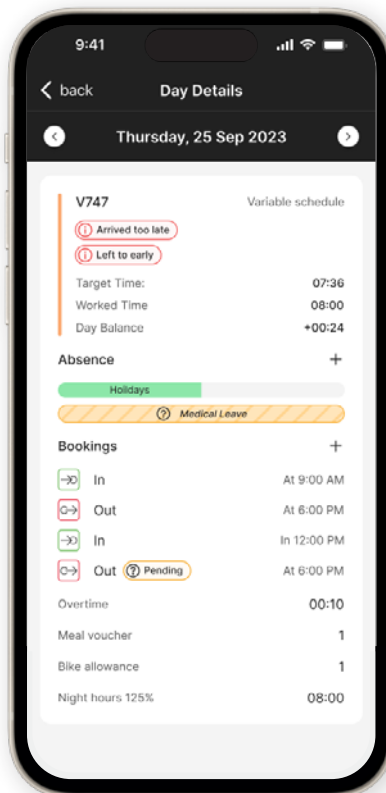 9:41
back
Day Details
Thursday, 25 Sep 2023
V747 Variable schedule
Arrived too late
Left to early
Target Time: 07:36
Worked Time 08:00
Day Balance +00:24
Absence +
Holidays
Medical Leave
Bookings +
In At 9:00 AM
Out At 6:00 PM
In In 12:00 PM
Out Pending At 6:00 PM
Overtime 00:10
Meal voucher 1
Bike allowance 1
Night hours 125% 08:00